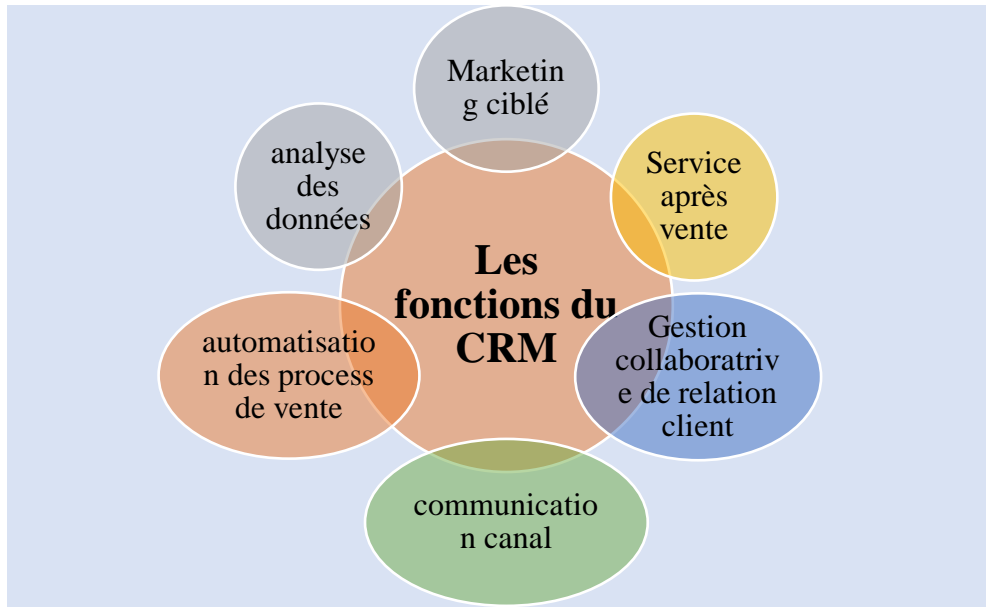 Marketin
g ciblé
Service
après
vente
Gestion
collaboratriv
e de relation
client
communicatio
n canal
automatisatio
n des process
de vente
analyse
des
données
Les
fonctions du
CRM